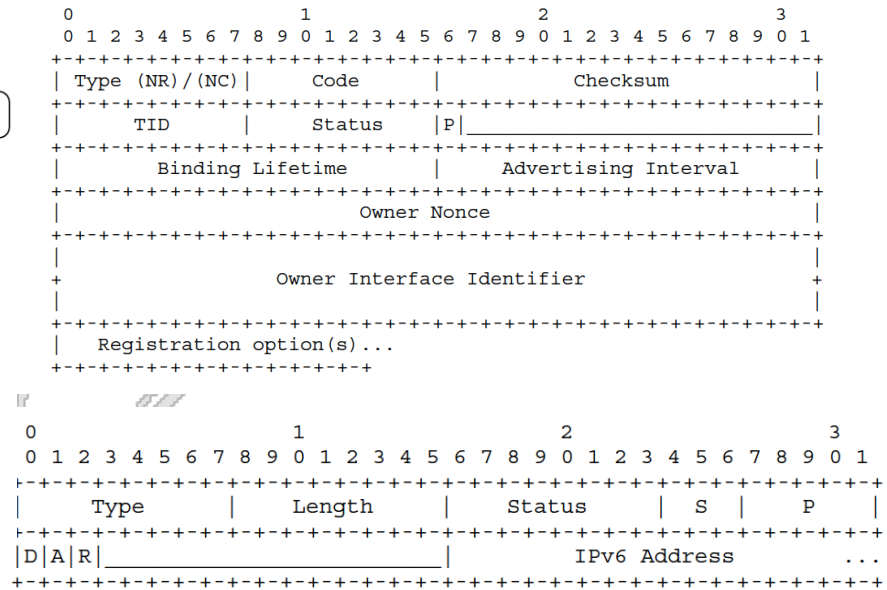 0 1 2 3
0 1 2 3 4 5 6 7 8 9 0 1 2 3 4 5 6 7 8 9 0 1 2 3 4 5 6 7 8 9 0 1
+-+-+-+-+-+-+-+-+-+-+-+-+-+-+-+-+-+-+-+-+-+-+-+-+-+-+-+-+-+-+-+-+
| Type (NR)/(NC)| Code | Checksum |
+-+-+-+-+-+-+-+-+-+-+-+-+-+-+-+-+-+-+-+-+-+-+-+-+-+-+-+-+-+-+-+-+
| TID | Status |P|_____________________________|
+-+-+-+-+-+-+-+-+-+-+-+-+-+-+-+-+-+-+-+-+-+-+-+-+-+-+-+-+-+-+-+-+
| Binding Lifetime | Advertising Interval |
+-+-+-+-+-+-+-+-+-+-+-+-+-+-+-+-+-+-+-+-+-+-+-+-+-+-+-+-+-+-+-+-+
| Owner Nonce |
+-+-+-+-+-+-+-+-+-+-+-+-+-+-+-+-+-+-+-+-+-+-+-+-+-+-+-+-+-+-+-+-+
| |
+ Owner Interface Identifier +
| |
+-+-+-+-+-+-+-+-+-+-+-+-+-+-+-+-+-+-+-+-+-+-+-+-+-+-+-+-+-+-+-+-+
| Registration option(s)...
+-+-+-+-+-+-+-+-+-+-+-+-+-+
0 1 2 3
0 1 2 3 4 5 6 7 8 9 0 1 2 3 4 5 6 7 8 9 0 1 2 3 4 5 6 7 8 9 0 1
+-+-+-+-+-+-+-+-+-+-+-+-+-+-+-+-+-+-+-+-+-+-+-+-+-+-+-+-+-+-+-+-+
| Type | Length | Status | S | P |
+-+-+-+-+-+-+-+-+-+-+-+-+-+-+-+-+-+-+-+-+-+-+-+-+-+-+-+-+-+-+-+-+
|D|A|R|_________________________| IPv6 Address ...
+-+-+-+-+-+-+-+-+-+-+-+-+-+-+-+-+-+-+-+-+-+-+-+-+-+-+-+-+-+-+-+-+